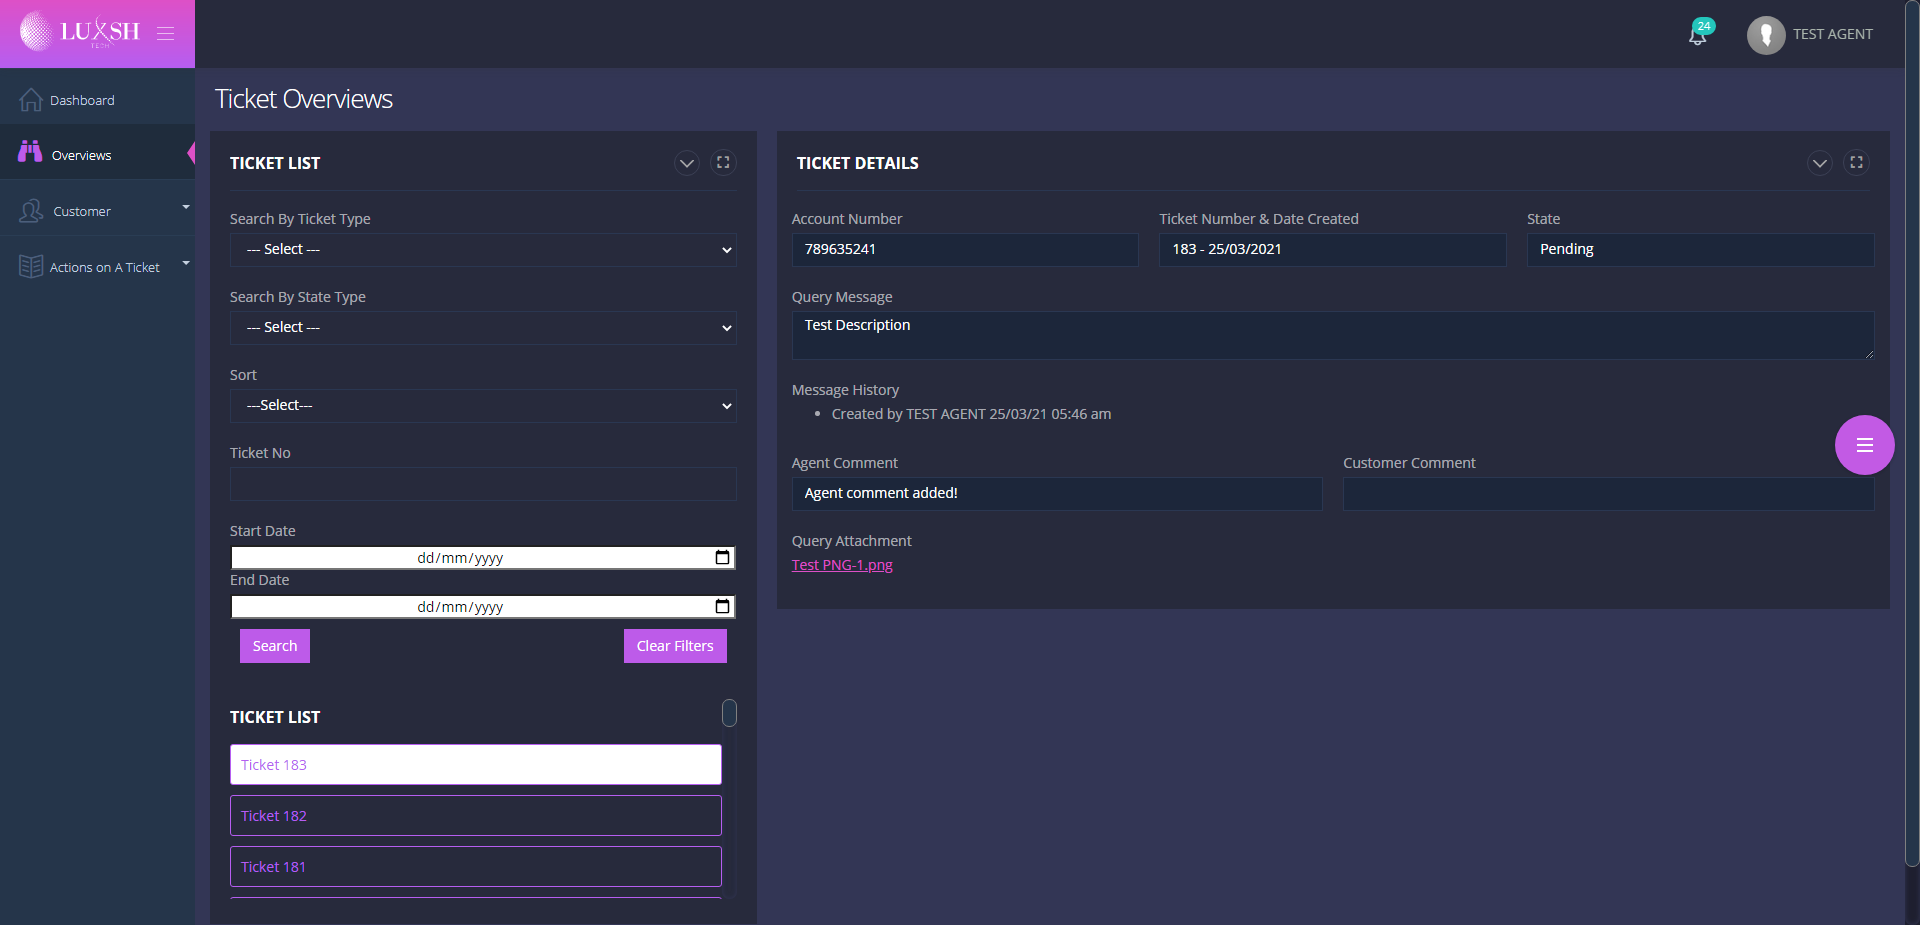 LUXSH
TECH
24
TEST AGENT
Dashboard
Overviews
Customer
Actions on A Ticket
Ticket Overviews
TICKET LIST
Search By Ticket Type
--- Select ---
Search By State Type
--- Select ---
Sort
---Select---
Ticket No
Start Date
dd/mm/yyyy
End Date
dd/mm/yyyy
Search
Clear Filters
TICKET LIST
Ticket 183
Ticket 182
Ticket 181
TICKET DETAILS
Account Number
Ticket Number & Date Created
State
789635241
183 - 25/03/2021
Pending
Query Message
Test Description
Message History
Created by TEST AGENT 25/03/21 05:46 am
Agent Comment
Customer Comment
Agent comment added!
Query Attachment
Test PNG-1.png